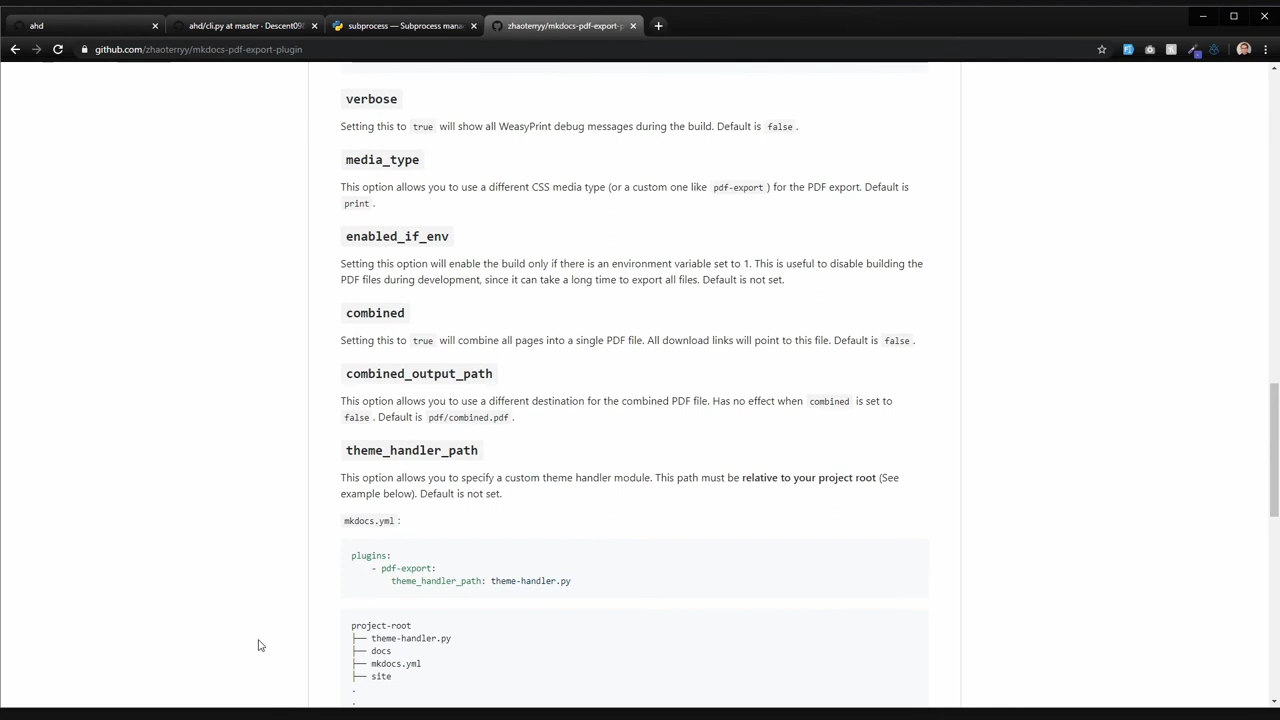 ahd
ahd/cli.py at master · Descent098
subprocess — Subprocess mana
zhaoterryy/mkdocs-pdf-export-p
github.com/zhaoterryy/mkdocs-pdf-export-plugin
verbose
Setting this to true will show all WeasyPrint debug messages during the build. Default is false.
media_type
This option allows you to use a different CSS media type (or a custom one like pdf-export) for the PDF export. Default is
print.
enabled_if_env
Setting this option will enable the build only if there is an environment variable set to 1. This is useful to disable building the
PDF files during development, since it can take a long time to export all files. Default is not set.
combined
Setting this to true will combine all pages into a single PDF file. All download links will point to this file. Default is false.
combined_output_path
This option allows you to use a different destination for the combined PDF file. Has no effect when combined is set to
false. Default is pdf/combined.pdf.
theme_handler_path
This option allows you to specify a custom theme handler module. This path must be relative to your project root (See
example below). Default is not set.
mkdocs.yml:
plugins:
- pdf-export:
theme_handler_path: theme-handler.py
project-root
├── theme-handler.py
├── docs
├── mkdocs.yml
├── site
.
.